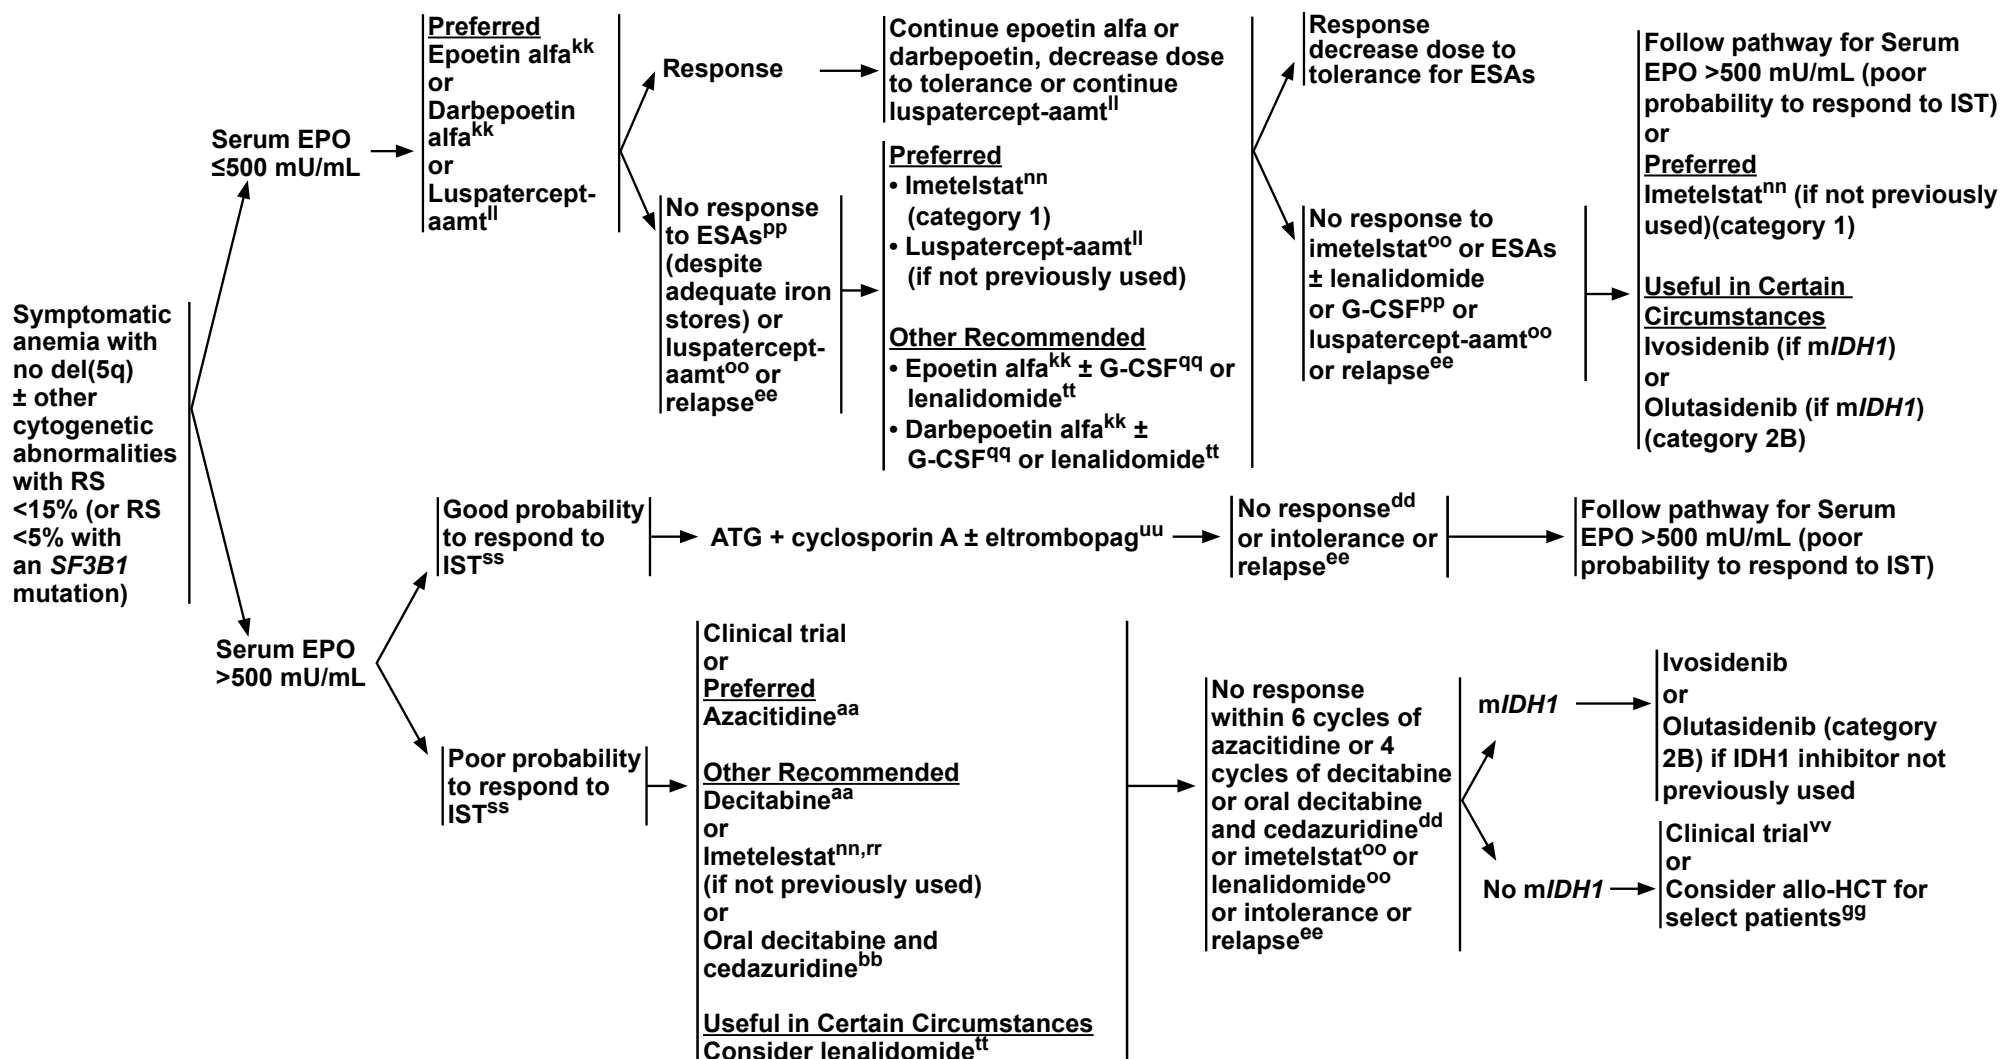 Symptomatic
anemia with
no del(5q)
± other
cytogenetic
abnormalities
with RS
<15% (or RS
<5% with
an SF3B1
mutation)
Serum EPO
≤500 mU/mL
Preferred
Epoetin alfakk
or
Darbepoetin
alfakk
or
Luspatercept-
aamtll
Response
Continue epoetin alfa or
darbepoetin, decrease dose
to tolerance or continue
luspatercept-aamtll
No response
to ESAspp
(despite
adequate iron
stores) or
luspatercept-
aamtoo or
relapseee
Preferred
• Imetelstatnn
(category 1)
• Luspatercept-aamtll
(if not previously used)
Other Recommended
• Epoetin alfakk ± G-CSFqq or
lenalidomidett
• Darbepoetin alfakk ±
G-CSFqq or lenalidomidett
Response
decrease dose to
tolerance for ESAs
No response to
imetelstatoo or ESAs
± lenalidomide
or G-CSFpp or
luspatercept-aamtoo
or relapseee
Follow pathway for Serum
EPO >500 mU/mL (poor
probability to respond to IST)
or
Preferred
Imetelstatnn (if not previously
used)(category 1)
Useful in Certain
Circumstances
Ivosidenib (if mIDH1)
or
Olutasidenib (if mIDH1)
(category 2B)
Serum EPO
>500 mU/mL
Good probability
to respond to
ISTss
ATG + cyclosporin A ± eltrombopaguu
No responsedd
or intolerance or
relapseee
Follow pathway for Serum
EPO >500 mU/mL (poor
probability to respond to IST)
Poor probability
to respond to
ISTss
Clinical trial
or
Preferred
Azacitidineaa
Other Recommended
Decitabineaa
or
Imetelestatnn,rr
(if not previously used)
or
Oral decitabine and
cedazuridinebb
Useful in Certain Circumstances
Consider lenalidomidett
No response
within 6 cycles of
azacitidine or 4
cycles of decitabine
or oral decitabine
and cedazuridinedd
or imetelstatoo or
lenalidomideoo
or intolerance or
relapseee
mIDH1
Ivosidenib
or
Olutasidenib (category
2B) if IDH1 inhibitor not
previously used
No mIDH1
Clinical trialvv
or
Consider allo-HCT for
select patientsgg